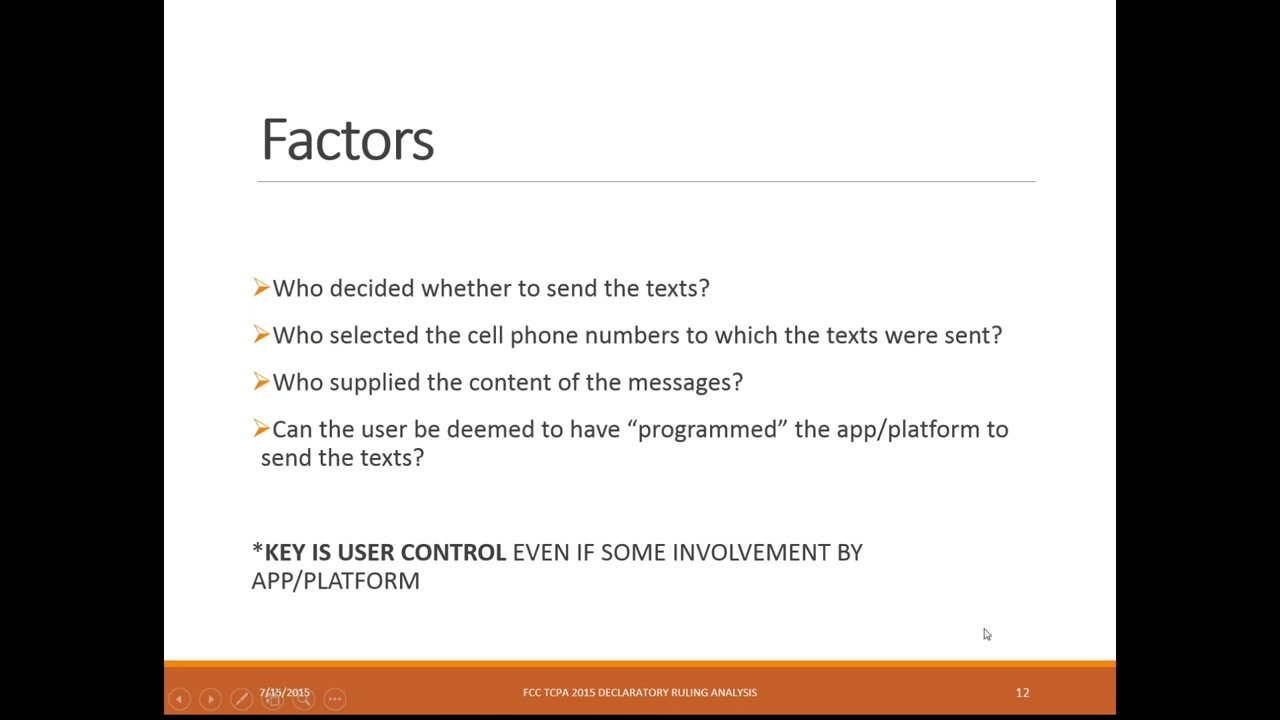 Factors
Who decided whether to send the texts?
Who selected the cell phone numbers to which the texts were sent?
Who supplied the content of the messages?
Can the user be deemed to have “programmed” the app/platform to
send the texts?
*KEY IS USER CONTROL EVEN IF SOME INVOLVEMENT BY
APP/PLATFORM
7/15/2015
FCC TCPA 2015 DECLARATORY RULING ANALYSIS
12